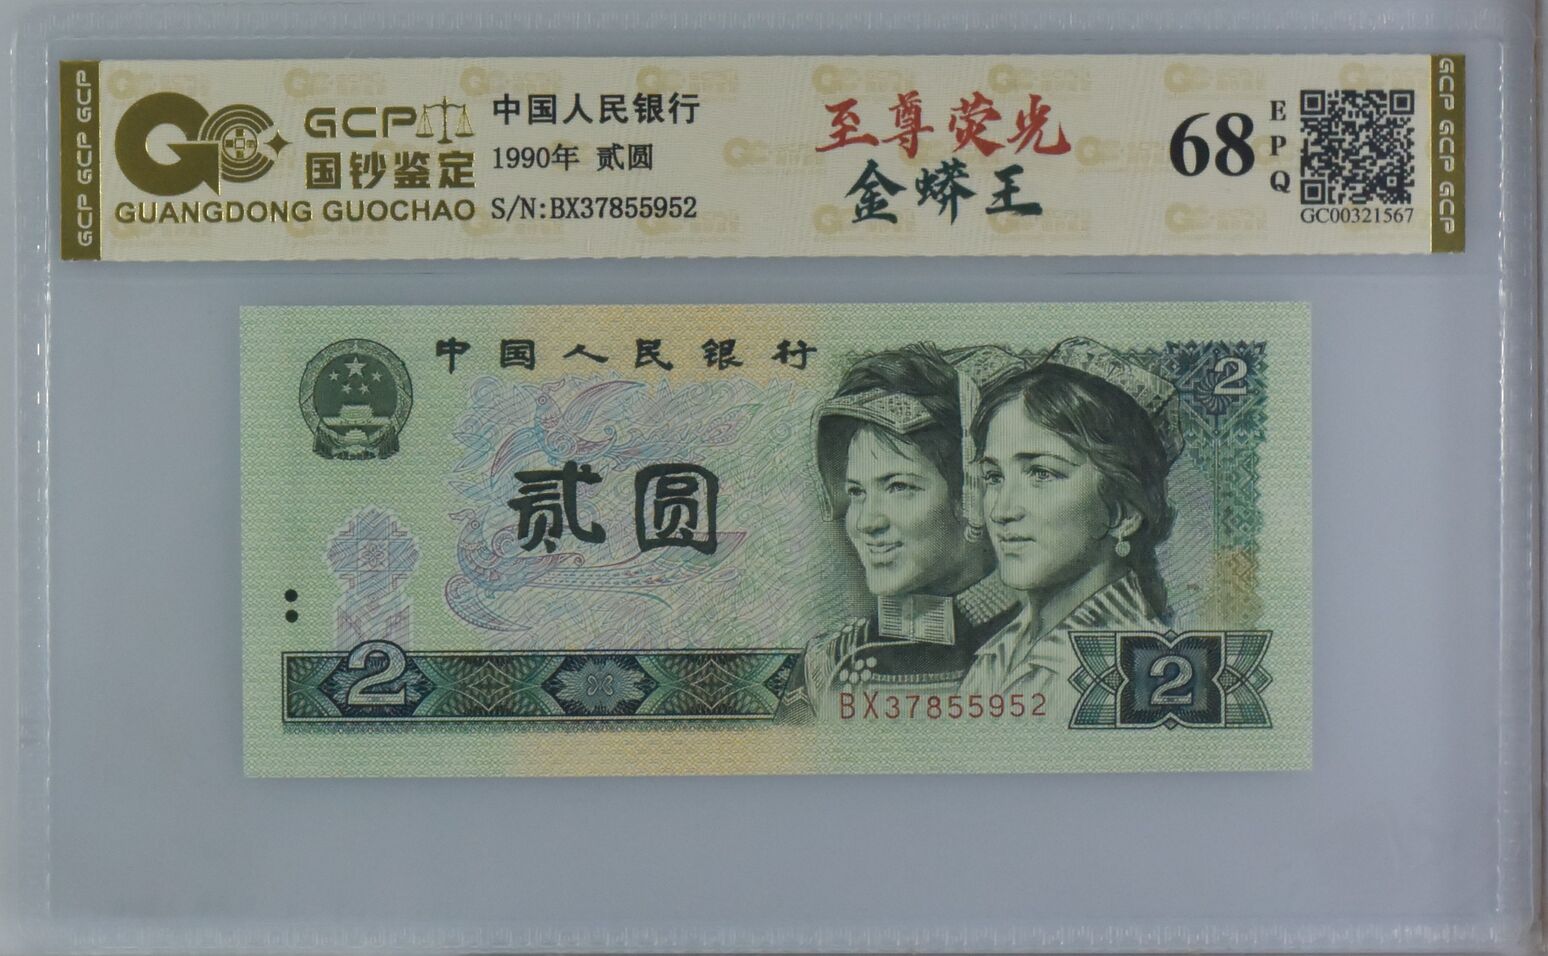 GCP GCP GCP
GCP
国钞鉴定
GUANGDONG GUOCHAO
中国人民银行
1990年 贰圆
S/N:BX37855952
至尊荧光
金蟒王
68
EPQ
GC00321567
GCP GCP GCP
中国人民银行
2
贰圆
2
BX37855952
2